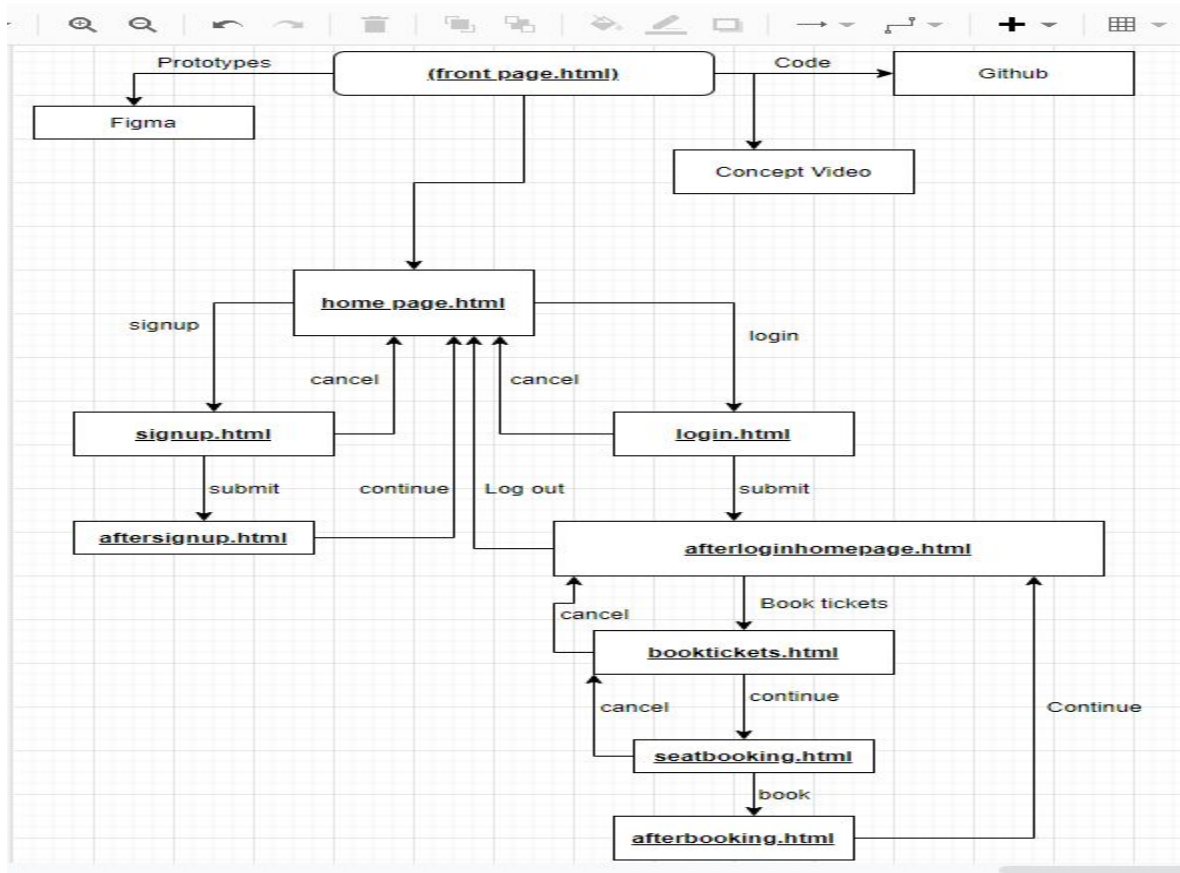 Prototypes
(front page.html)
Code
Github
Figma
Concept Video
home page.html
signup
login
cancel
cancel
signup.html
login.html
submit
continue
Log out
submit
aftersignup.html
afterloginhomepage.html
Book tickets
cancel
booktickets.html
continue
cancel
Continue
seatbooking.html
book
afterbooking.html